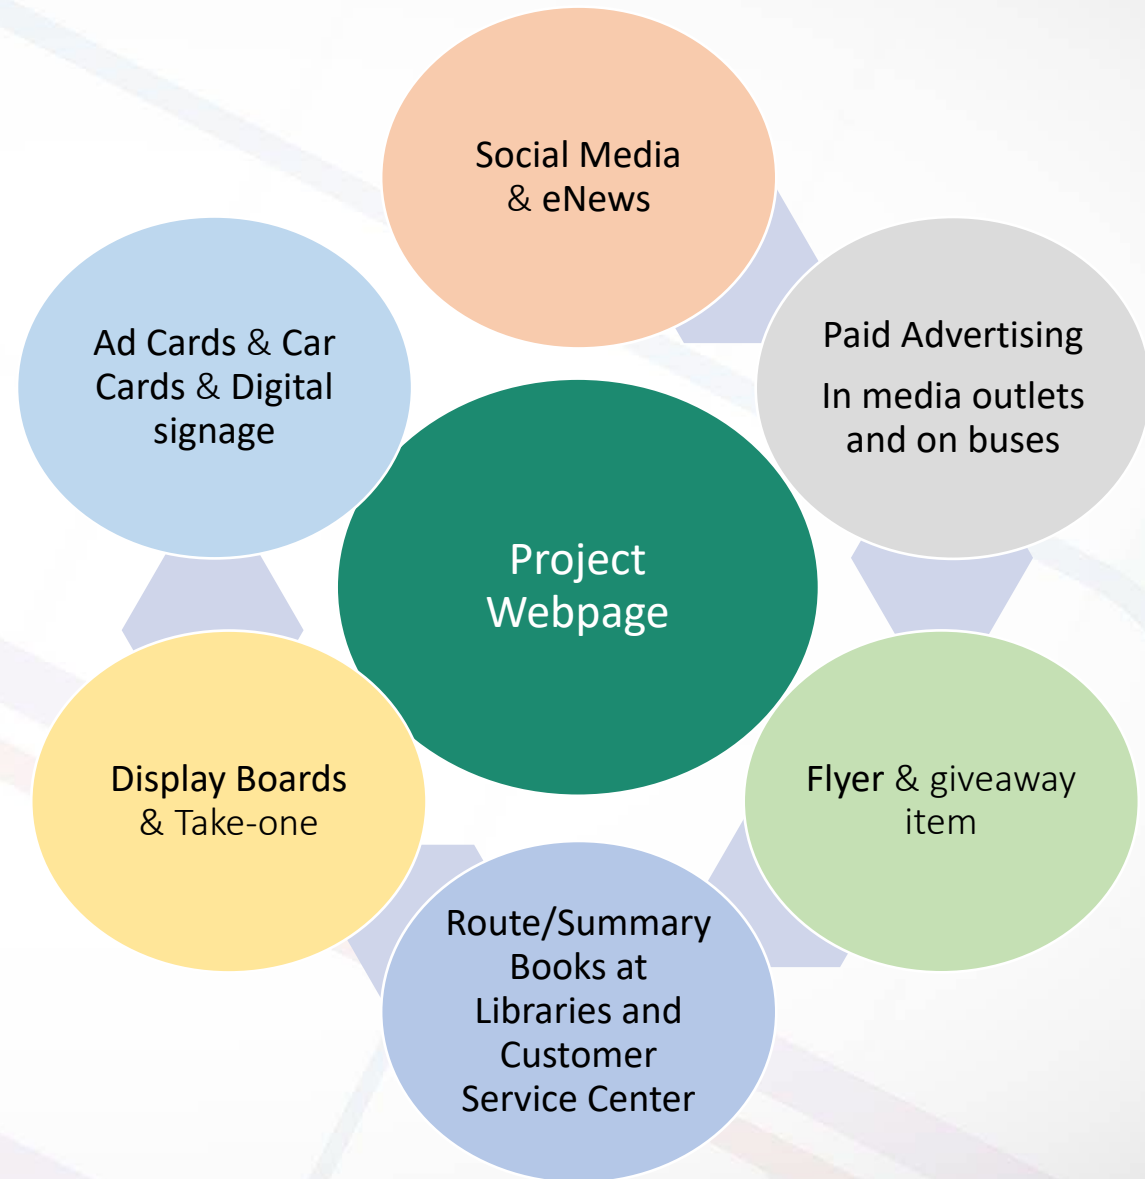 Social Media
& eNews
Paid Advertising
In media outlets
and on buses
Ad Cards & Car
Cards & Digital
signage
Project
Webpage
Flyer & giveaway
item
Display Boards
& Take-one
Route/Summary
Books at
Libraries and
Customer
Service Center